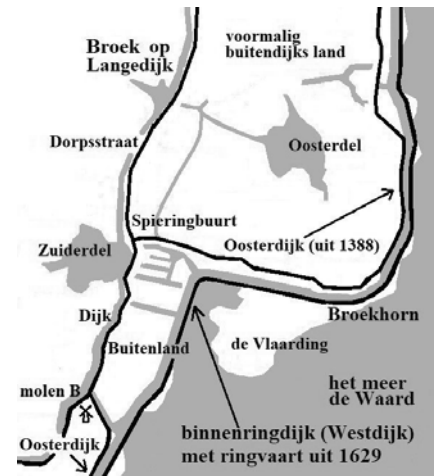 voormalig
buitendijks land
Broek op
Langedijk
Dorpsstraat
Oosterdel
Spieringbuurt
Oosterdijk (uit 1388)
Zuiderdel
Broekhorn
Dijk
Buitenland
de Vlaarding
molen B
het meer
de Waard
Oosterdijk
binnenringdijk (Westdijk)
met ringvaart uit 1629